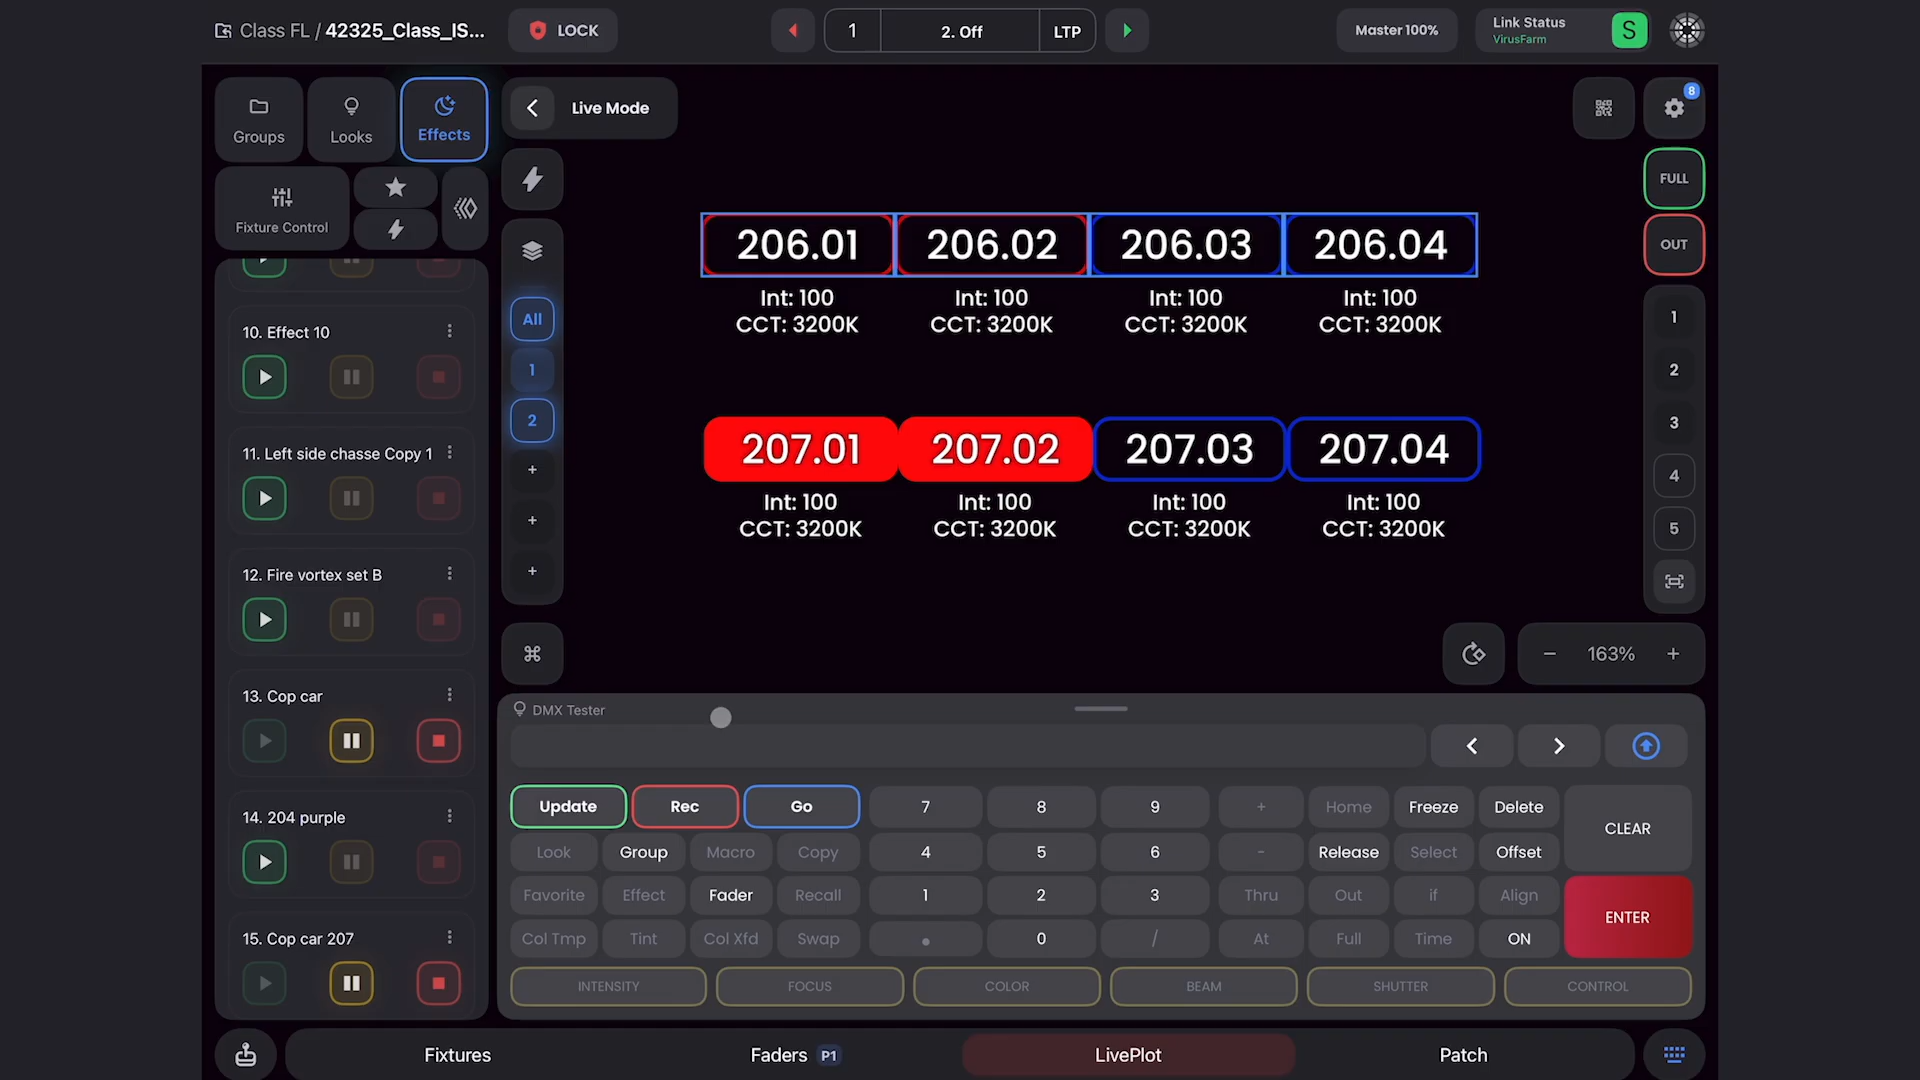 Class FL / 42325_Class_IS...
LOCK
1
2. Off
LTP
Master 100%
Link Status
VirusFarm
S
Groups
Looks
Effects
Live Mode
8
Fixture Control
FULL
OUT
206.01
206.02
206.03
206.04
Int: 100
Int: 100
Int: 100
Int: 100
CCT: 3200K
CCT: 3200K
CCT: 3200K
CCT: 3200K
207.01
207.02
207.03
207.04
Int: 100
Int: 100
Int: 100
Int: 100
CCT: 3200K
CCT: 3200K
CCT: 3200K
CCT: 3200K
All
1
2
+
+
+
1
2
3
4
5
10. Effect 10
11. Left side chasse Copy 1
12. Fire vortex set B
13. Cop car
14. 204 purple
15. Cop car 207
− 163% +
DMX Tester
Update Rec Go 7 8 9 + Home Freeze Delete CLEAR
Look Group Macro Copy 4 5 6 - Release Select Offset
Favorite Effect Fader Recall 1 2 3 Thru Out if Align ENTER
Col Tmp Tint Col Xfd Swap . 0 / At Full Time ON
INTENSITY FOCUS COLOR BEAM SHUTTER CONTROL
Fixtures Faders P1 LivePlot Patch